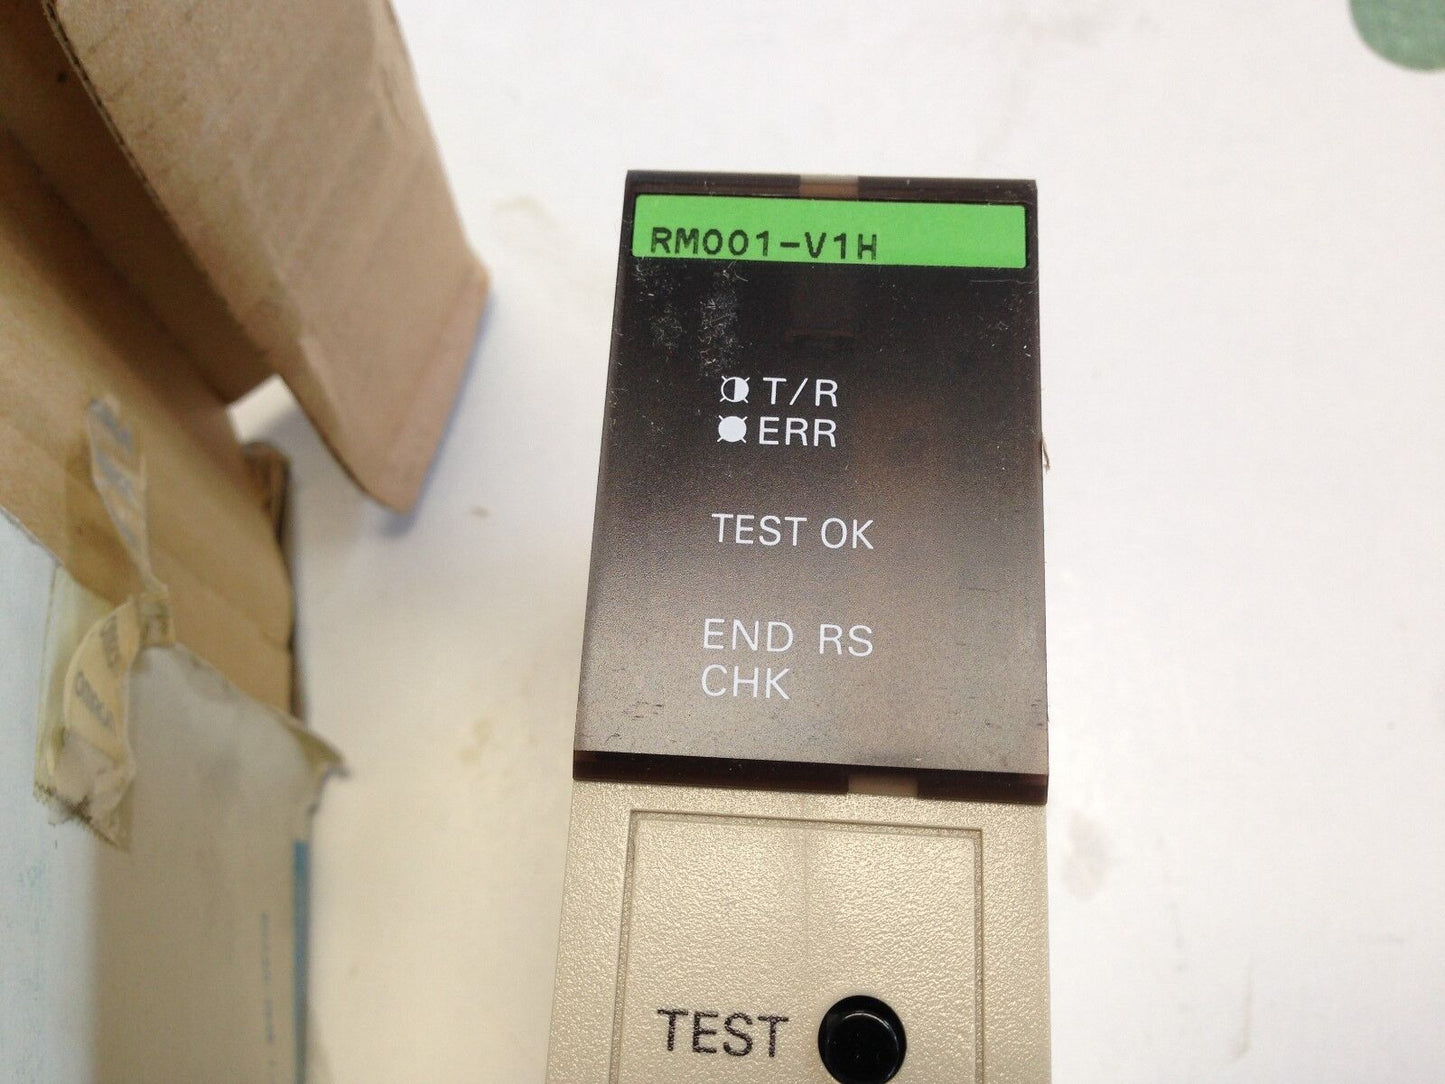 RM001-V1H
T/R
ERR
TEST OK
END RS
CHK
TEST